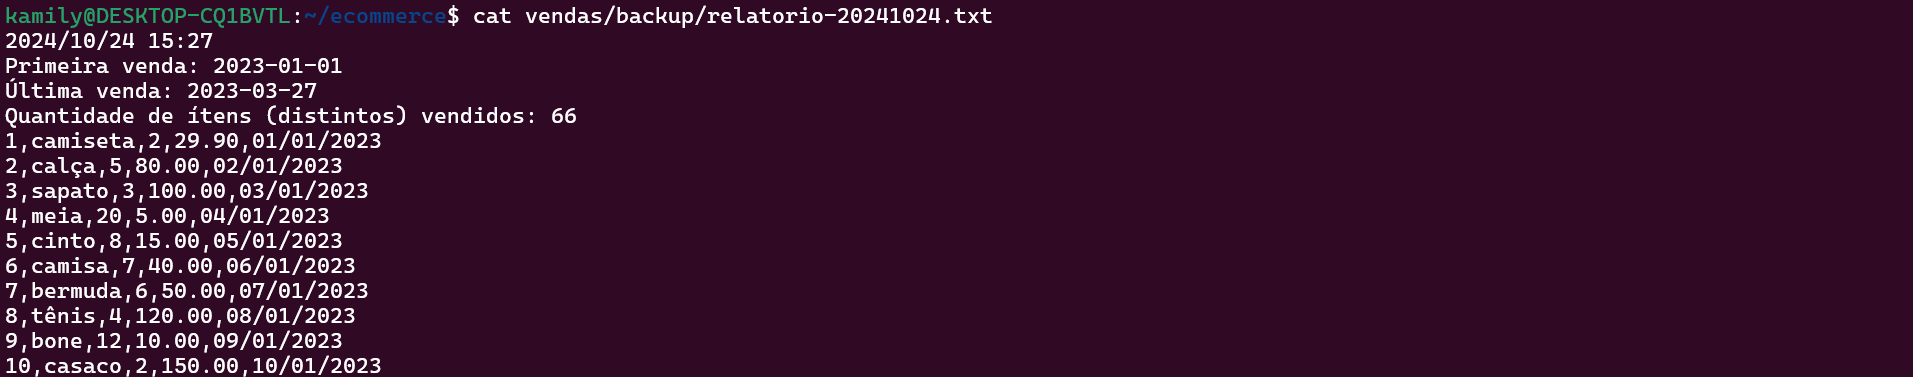 kamily@DESKTOP-CQ1BVTL:~/ecommerce$ cat vendas/backup/relatorio-20241024.txt
2024/10/24 15:27
Primeira venda: 2023-01-01
Última venda: 2023-03-27
Quantidade de ítens (distintos) vendidos: 66
1,camiseta,2,29.90,01/01/2023
2,calça,5,80.00,02/01/2023
3,sapato,3,100.00,03/01/2023
4,meia,20,5.00,04/01/2023
5,cinto,8,15.00,05/01/2023
6,camisa,7,40.00,06/01/2023
7,bermuda,6,50.00,07/01/2023
8,tênis,4,120.00,08/01/2023
9,bone,12,10.00,09/01/2023
10,casaco,2,150.00,10/01/2023